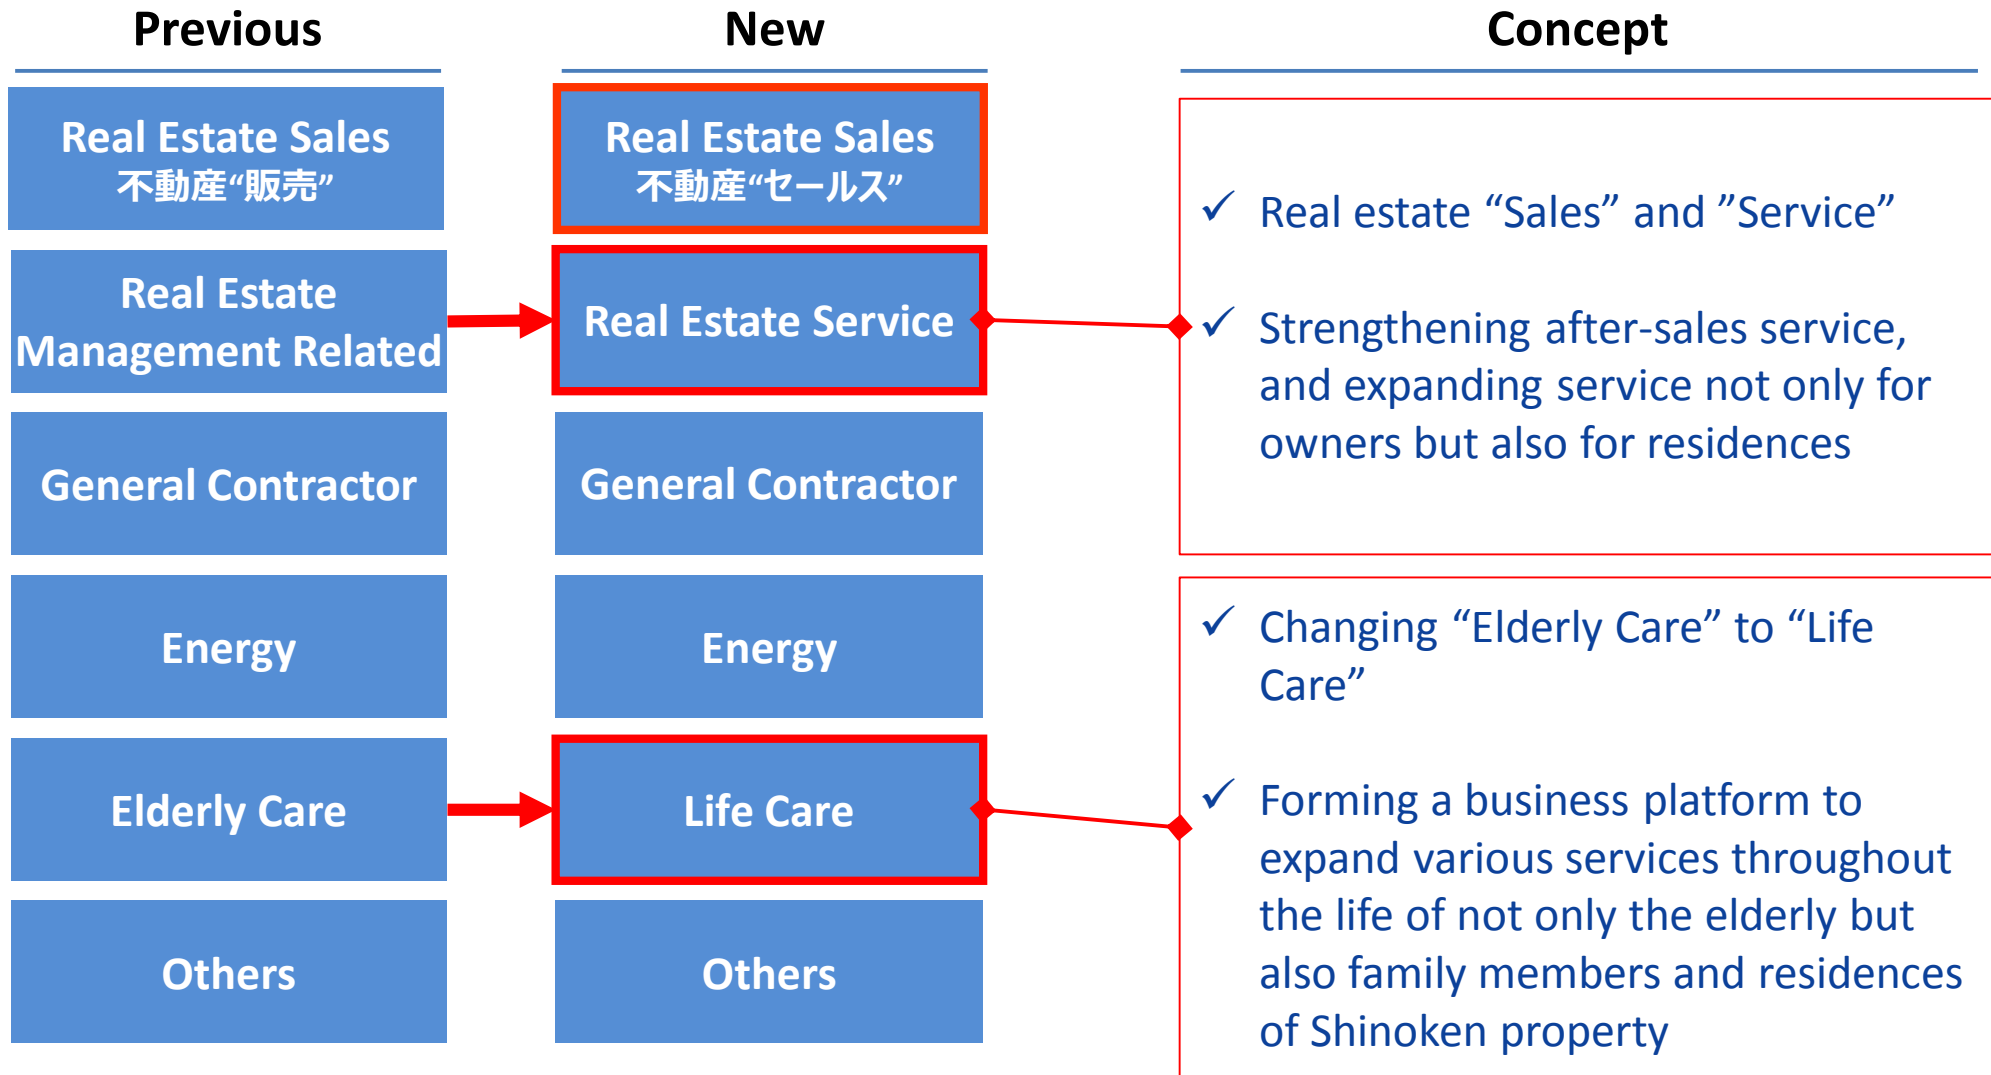 Previous
New
Concept
Real Estate Sales
不動産“販売”
Real Estate
Management Related
General Contractor
Energy
Elderly Care
Others
Real Estate Sales
不動産“セールス”
Real Estate Service
General Contractor
Energy
Life Care
Others
✓ Real estate “Sales” and ”Service”
✓ Strengthening after-sales service,
and expanding service not only for
owners but also for residences
✓ Changing “Elderly Care” to “Life
Care”
✓ Forming a business platform to
expand various services throughout
the life of not only the elderly but
also family members and residences
of Shinoken property